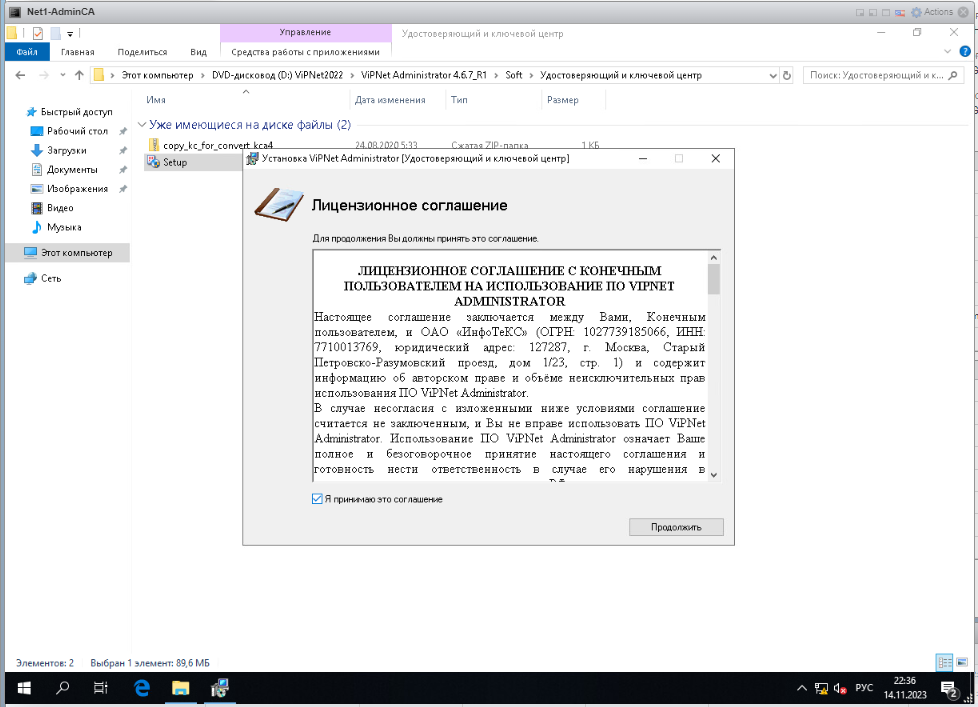 Net1-AdminCA
Actions
Управление
Удостоверяющий и ключевой центр
Файл
Главная
Поделиться
Вид
Средства работы с приложениями
Этот компьютер
DVD-дисковод (D:) ViPNet2022
ViPNet Administrator 4.6.7_R1
Soft
Удостоверяющий и ключевой центр
Поиск: Удостоверяющий и к...
Имя
Дата изменения
Тип
Размер
Быстрый доступ
Рабочий стол
Загрузки
Документы
Изображения
Видео
Музыка
Этот компьютер
Сеть
Уже имеющиеся на диске файлы (2)
copy_kc_for_convert_kca4
24.08.2020 5:33
Сжатая ZIP-папка
1 КБ
Setup
Установка ViPNet Administrator [Удостоверяющий и ключевой центр]
Лицензионное соглашение
Для продолжения Вы должны принять это соглашение.
ЛИЦЕНЗИОННОЕ СОГЛАШЕНИЕ С КОНЕЧНЫМ
ПОЛЬЗОВАТЕЛЕМ НА ИСПОЛЬЗОВАНИЕ ПО VIPNET
ADMINISTRATOR
Настоящее соглашение заключается между Вами, Конечным
пользователем, и ОАО «ИнфоТеКС» (ОГРН: 1027739185066, ИНН:
7710013769, юридический адрес: 127287, г. Москва, Старый
Петровско-Разумовский проезд, дом 1/23, стр. 1) и содержит
информацию об авторском праве и объёме неисключительных прав
использования ПО ViPNet Administrator.
В случае несогласия с изложенными ниже условиями соглашение
считается не заключенным, и Вы не вправе использовать ПО ViPNet
Administrator. Использование ПО ViPNet Administrator означает Ваше
полное и безоговорочное принятие настоящего соглашения и
готовность нести ответственность в случае его нарушения в
Я принимаю это соглашение
Продолжить
Элементов: 2
Выбран 1 элемент: 89,6 МБ
РУС
22:36
14.11.2023
2